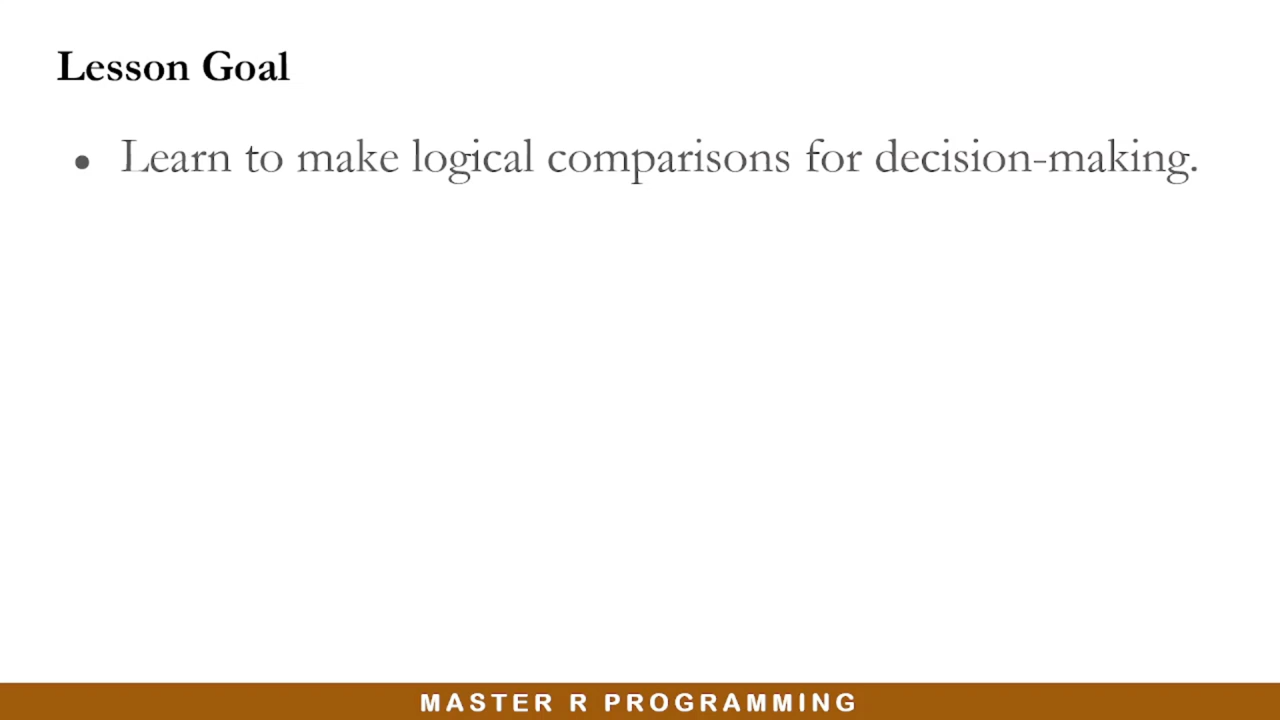 Lesson Goal
● Learn to make logical comparisons for decision-making.
MASTER R PROGRAMMING